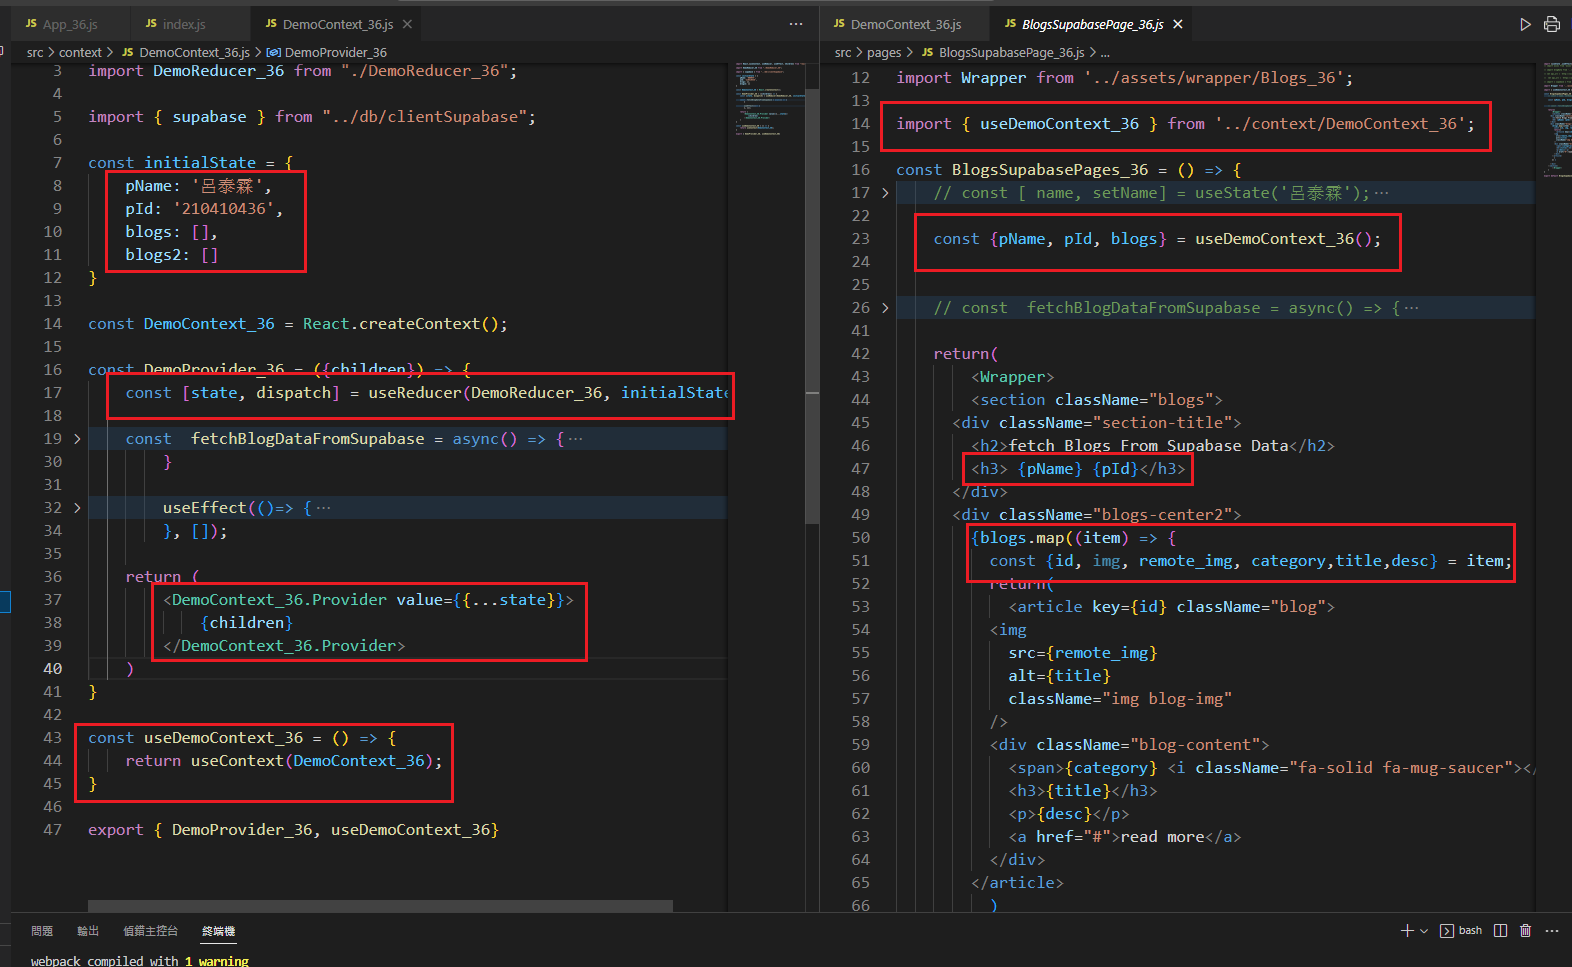 JS App_36.js
JS index.js
JS DemoContext_36.js ×
···
src > context > JS DemoContext_36.js > DemoProvider_36
3 import DemoReducer_36 from "./DemoReducer_36";
4
5 import { supabase } from "../db/clientSupabase";
6
7 const initialState = {
8 pName: '呂泰霖',
9 pId: '210410436',
10 blogs: [],
11 blogs2: []
12 }
13
14 const DemoContext_36 = React.createContext();
15
16 const DemoProvider_36 = ({children}) => {
17 const [state, dispatch] = useReducer(DemoReducer_36, initialState
18
19 > const  fetchBlogDataFromSupabase = async() => {···
30 }
31
32 > useEffect(()=> {···
34 }, []);
35
36 return (
37 <DemoContext_36.Provider value={{...state}}>
38 {children}
39 </DemoContext_36.Provider>
40 )
41 }
42
43 const useDemoContext_36 = () => {
44 return useContext(DemoContext_36);
45 }
46
47 export { DemoProvider_36, useDemoContext_36}
JS DemoContext_36.js
JS BlogsSupabasePage_36.js ×
src > pages > JS BlogsSupabasePage_36.js > ...
12 import Wrapper from '../assets/wrapper/Blogs_36';
13
14 import { useDemoContext_36 } from '../context/DemoContext_36';
15
16 const BlogsSupabasePages_36 = () => {
17 > // const [ name, setName] = useState('呂泰霖');···
22
23 const {pName, pId, blogs} = useDemoContext_36();
24
25
26 > // const  fetchBlogDataFromSupabase = async() => {···
41
42 return(
43 <Wrapper>
44 <section className="blogs">
45 <div className="section-title">
46 <h2>fetch Blogs From Supabase Data</h2>
47 <h3> {pName} {pId}</h3>
48 </div>
49 <div className="blogs-center2">
50 {blogs.map((item) => {
51 const {id, img, remote_img, category,title,desc} = item;
52 return(
53 <article key={id} className="blog">
54 <img
55 src={remote_img}
56 alt={title}
57 className="img blog-img"
58 />
59 <div className="blog-content">
60 <span>{category} <i className="fa-solid fa-mug-saucer"></
61 <h3>{title}</h3>
62 <p>{desc}</p>
63 <a href="#">read more</a>
64 </div>
65 </article>
66 )
問題 輸出 偵錯主控台 終端機
bash
···
webpack compiled with 1 warning